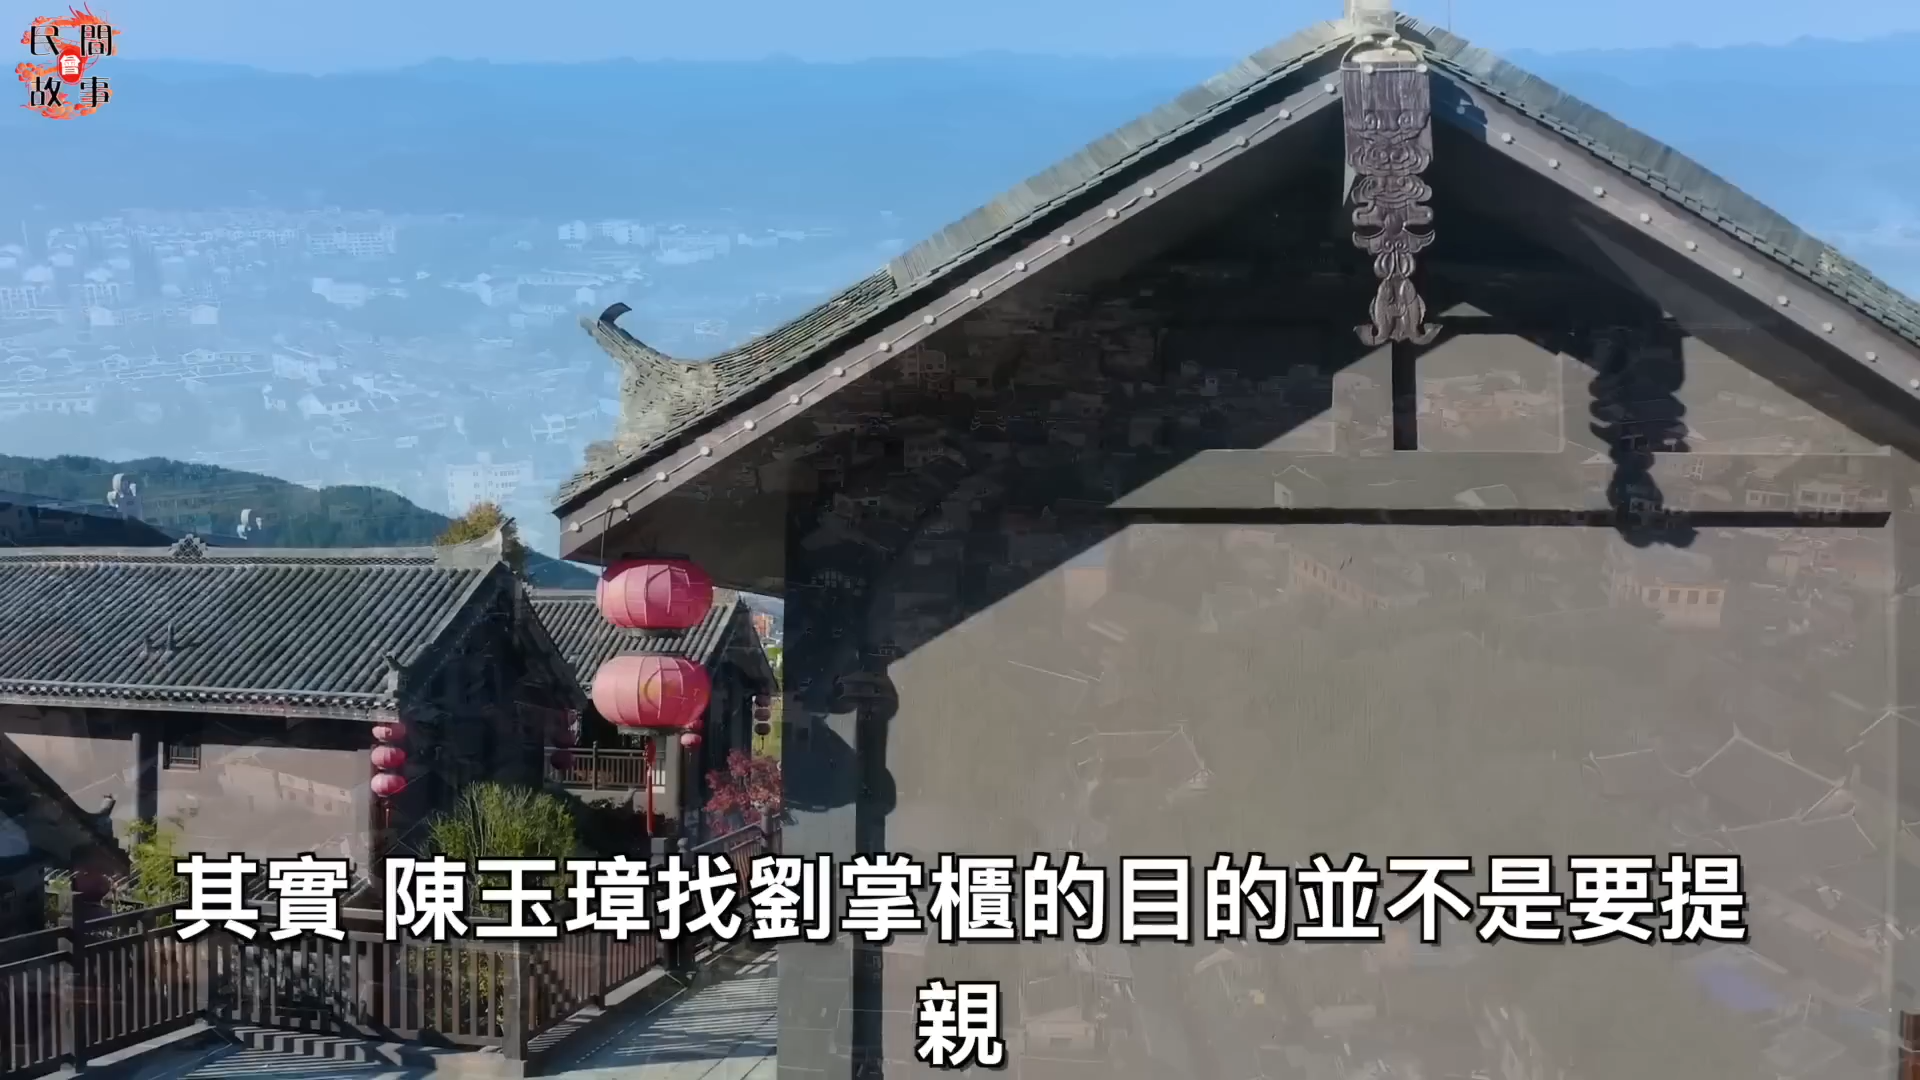 民間
會
故事
其實 陳玉璋找劉掌櫃的目的並不是要提
親